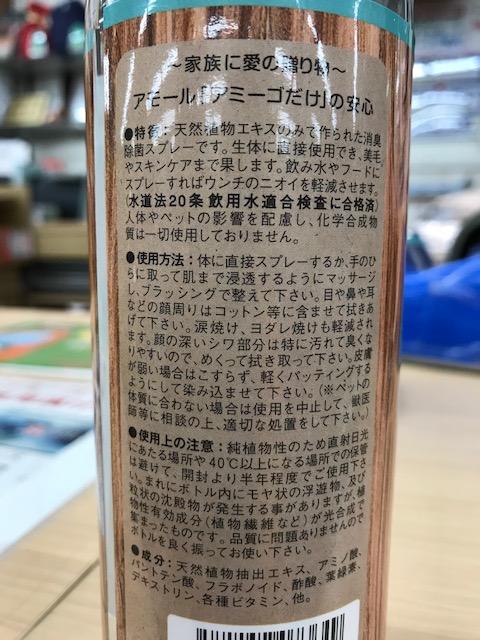 ～家族に愛の贈り物～
アモール「アミーゴだけ」の安心
●特徴：天然植物エキスのみで作られた消臭
除菌スプレーです。生体に直接使用でき、美毛
やスキンケアまで果します。飲み水やフードに
スプレーすればウンチのニオイを軽減させます。
(水道法20条 飲用水適合検査に合格済)
人体やペットの影響を配慮し、化学合成物
質は一切使用しておりません。
●使用方法：体に直接スプレーするか、手のひ
らに取って肌まで浸透するようにマッサージ
し、ブラッシングで整えて下さい。目や鼻や耳
などの顔周りはコットン等に含ませて拭きあ
げて下さい。涙焼け、ヨダレ焼けも軽減され
ます。顔の深いシワ部分は特に汚れて臭くな
りやすいので、めくって拭き取って下さい。皮膚
が弱い場合はこすらず、軽くパッティングする
ようにして染み込ませて下さい。（※ペットの
体質に合わない場合は使用を中止して、獣医
師等に相談の上、適切な処置をして下さい。）
●使用上の注意：純植物性のため直射日光
にあたる場所や40℃以上になる場所での保管
は避けて、開封より半年程度でご使用下さ
い。まれにボトル内にモヤ状の浮遊物、及び
粒状の沈殿物が発生する事がありますが、植
物性有効成分（植物繊維など）が光合成で
集まったものです。品質に問題ありませんので
ボトルを良く振ってお使い下さい。
●成分：天然植物抽出エキス、アミノ酸、
パントテン酸、フラボノイド、酢酸、葉緑素、
デキストリン、各種ビタミン、他。